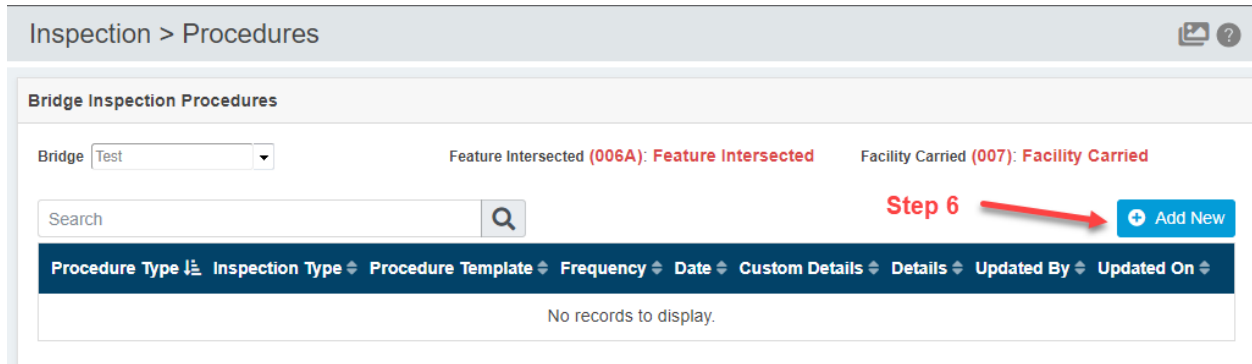 Inspection > Procedures
Bridge Inspection Procedures
Bridge Test Feature Intersected (006A): Feature Intersected Facility Carried (007): Facility Carried
Search Step 6 Add New
Procedure Type Inspection Type Procedure Template Frequency Date Custom Details Details Updated By Updated On
No records to display.